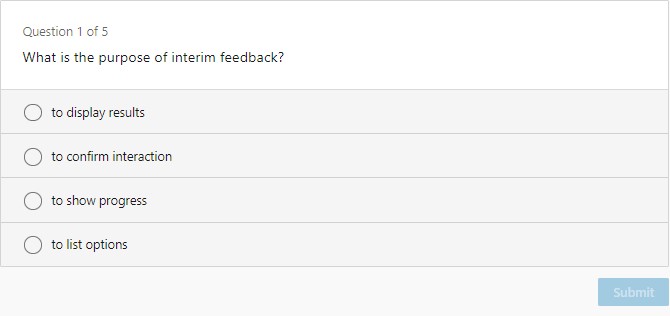 Question 1 of 5
What is the purpose of interim feedback?
to display results
to confirm interaction
to show progress
to list options
Submit